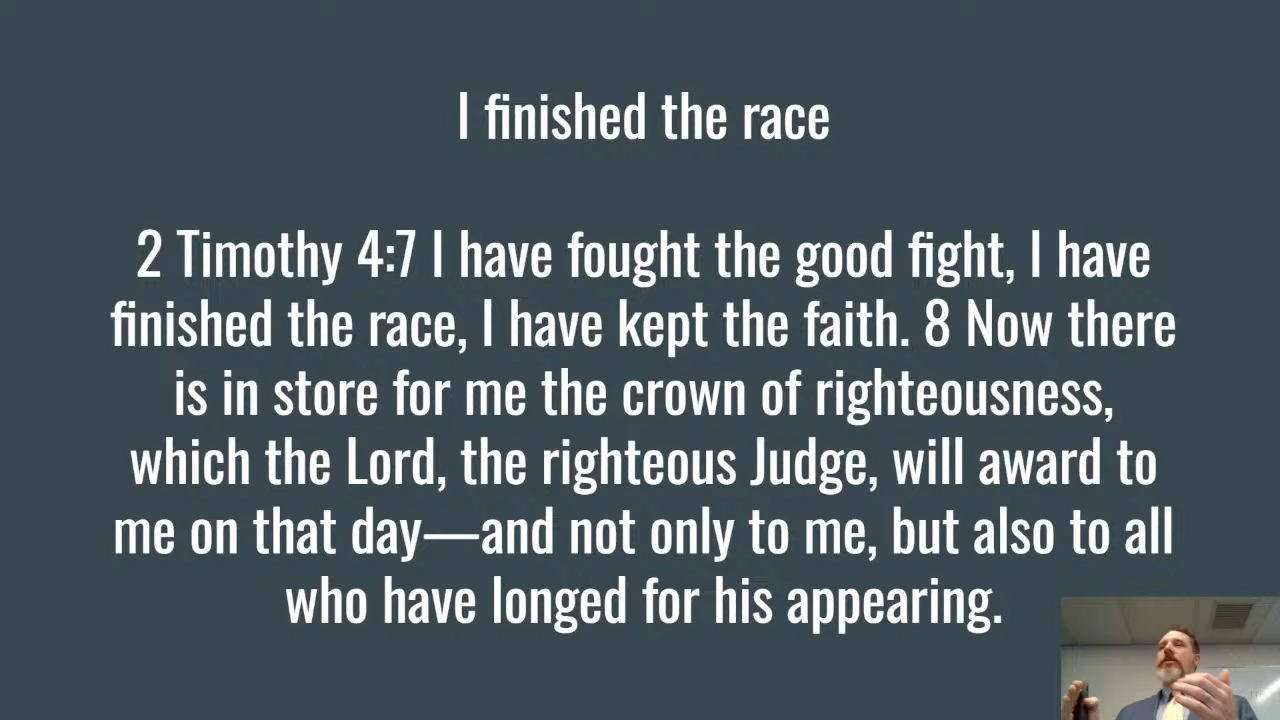 I finished the race
2 Timothy 4:7 I have fought the good fight, I have
finished the race, I have kept the faith. 8 Now there
is in store for me the crown of righteousness,
which the Lord, the righteous Judge, will award to
me on that day—and not only to me, but also to all
who have longed for his appearing.